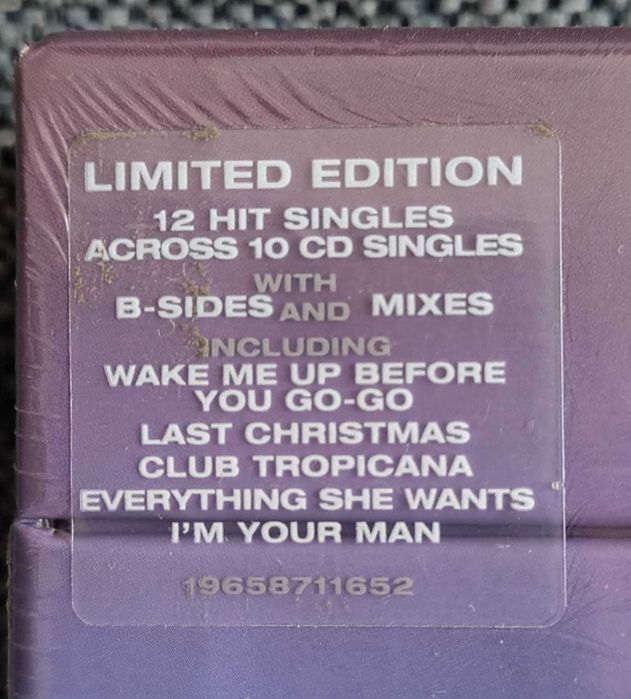 LIMITED EDITION
12 HIT SINGLES
ACROSS 10 CD SINGLES
WITH
B-SIDES AND MIXES
INCLUDING
WAKE ME UP BEFORE
YOU GO-GO
LAST CHRISTMAS
CLUB TROPICANA
EVERYTHING SHE WANTS
I'M YOUR MAN
19658711652